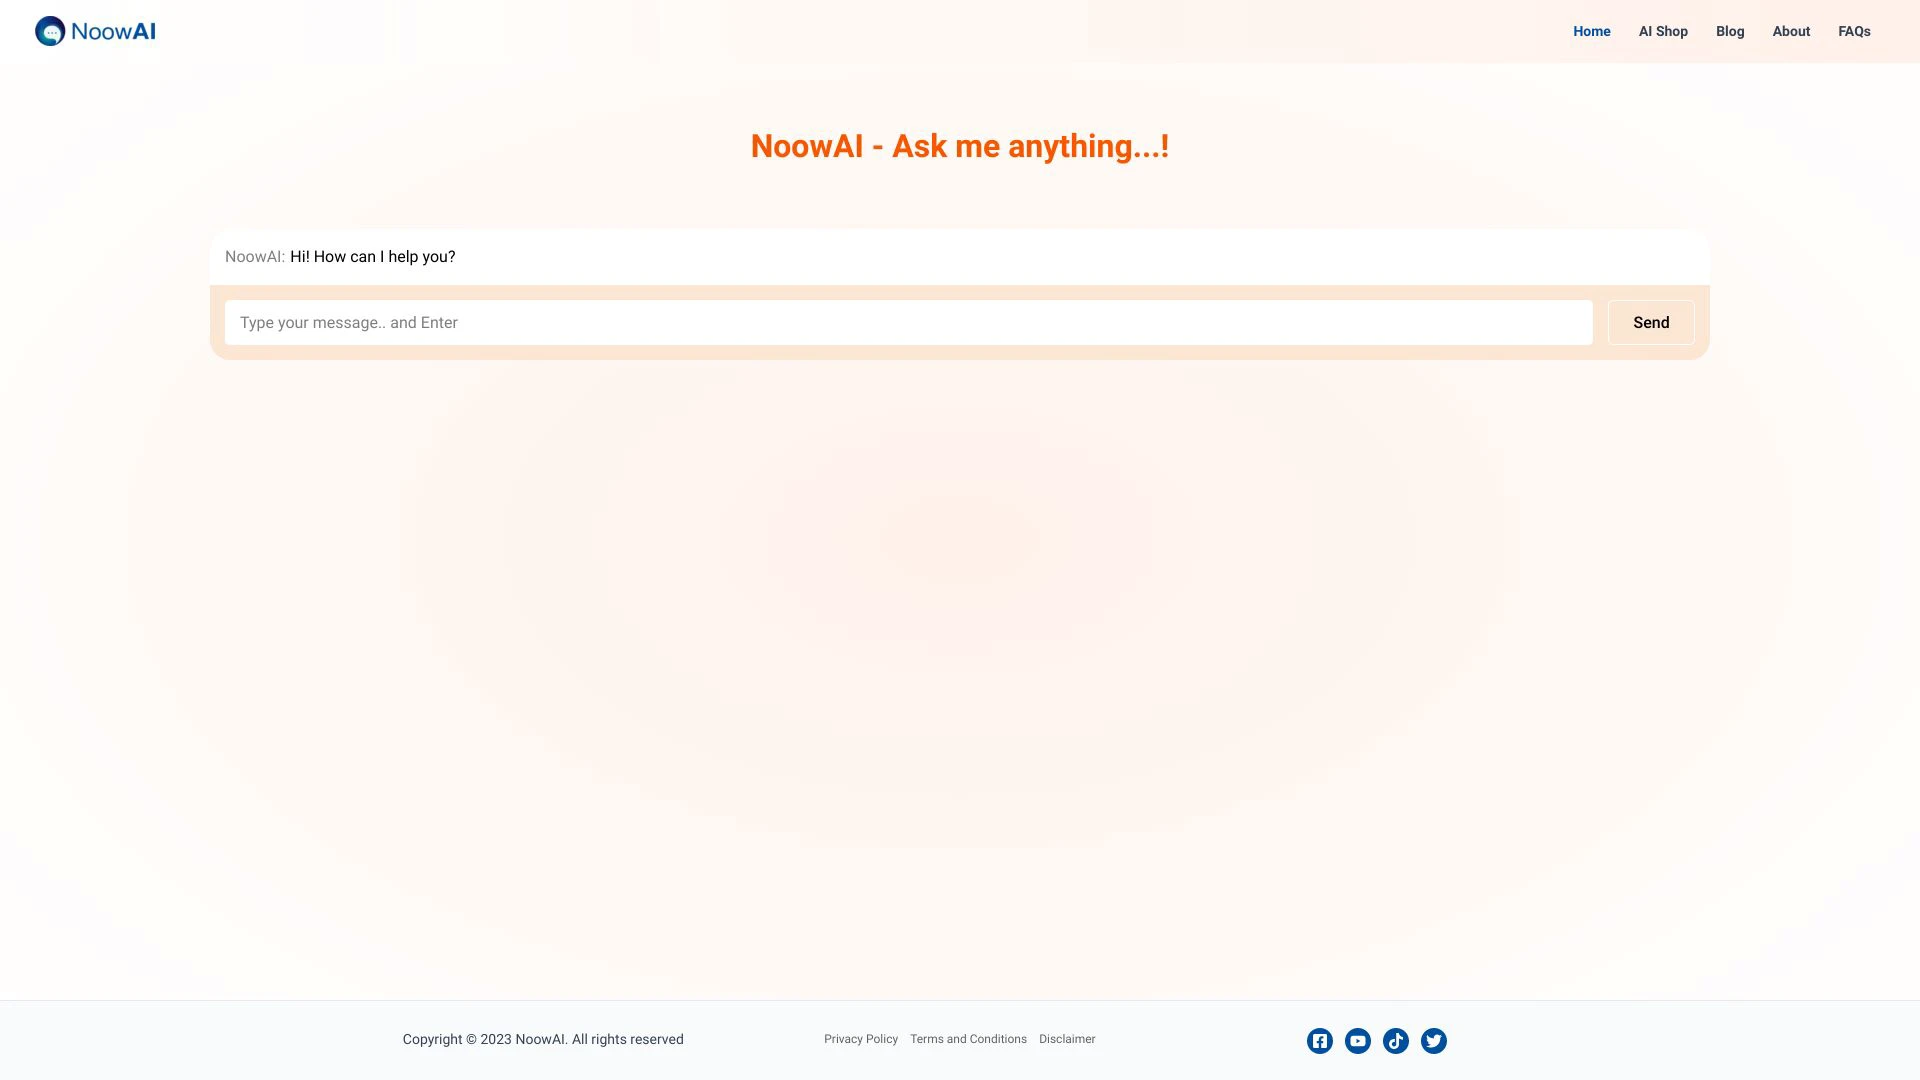 NoowAI
Home
AI Shop
Blog
About
FAQs
NoowAI - Ask me anything...!
NoowAI: Hi! How can I help you?
Type your message.. and Enter
Send
Copyright © 2023 NoowAI. All rights reserved
Privacy Policy
Terms and Conditions
Disclaimer